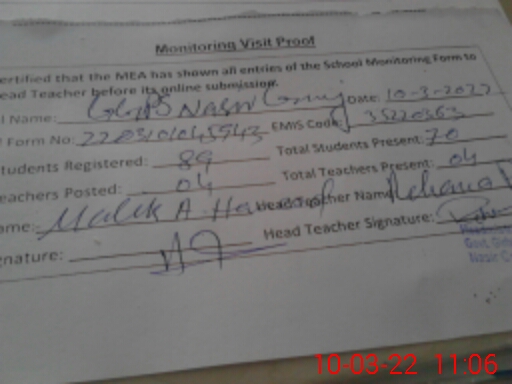 Monitoring Visit Proof
ertified that the MEA has shown all entries of the School Monitoring Form to
ead Teacher before its online submission.
l Name: GGPS NASIR Date: 10-3-2022
Form No: EMIS Code: 35220363
tudents Registered: 89 Total Students Present: 70
eachers Posted: 04 Total Teachers Present: 04
ame: Malik A. Head Teacher Name: Rehana
gnature: Head Teacher Signature:
10-03-22 11:06